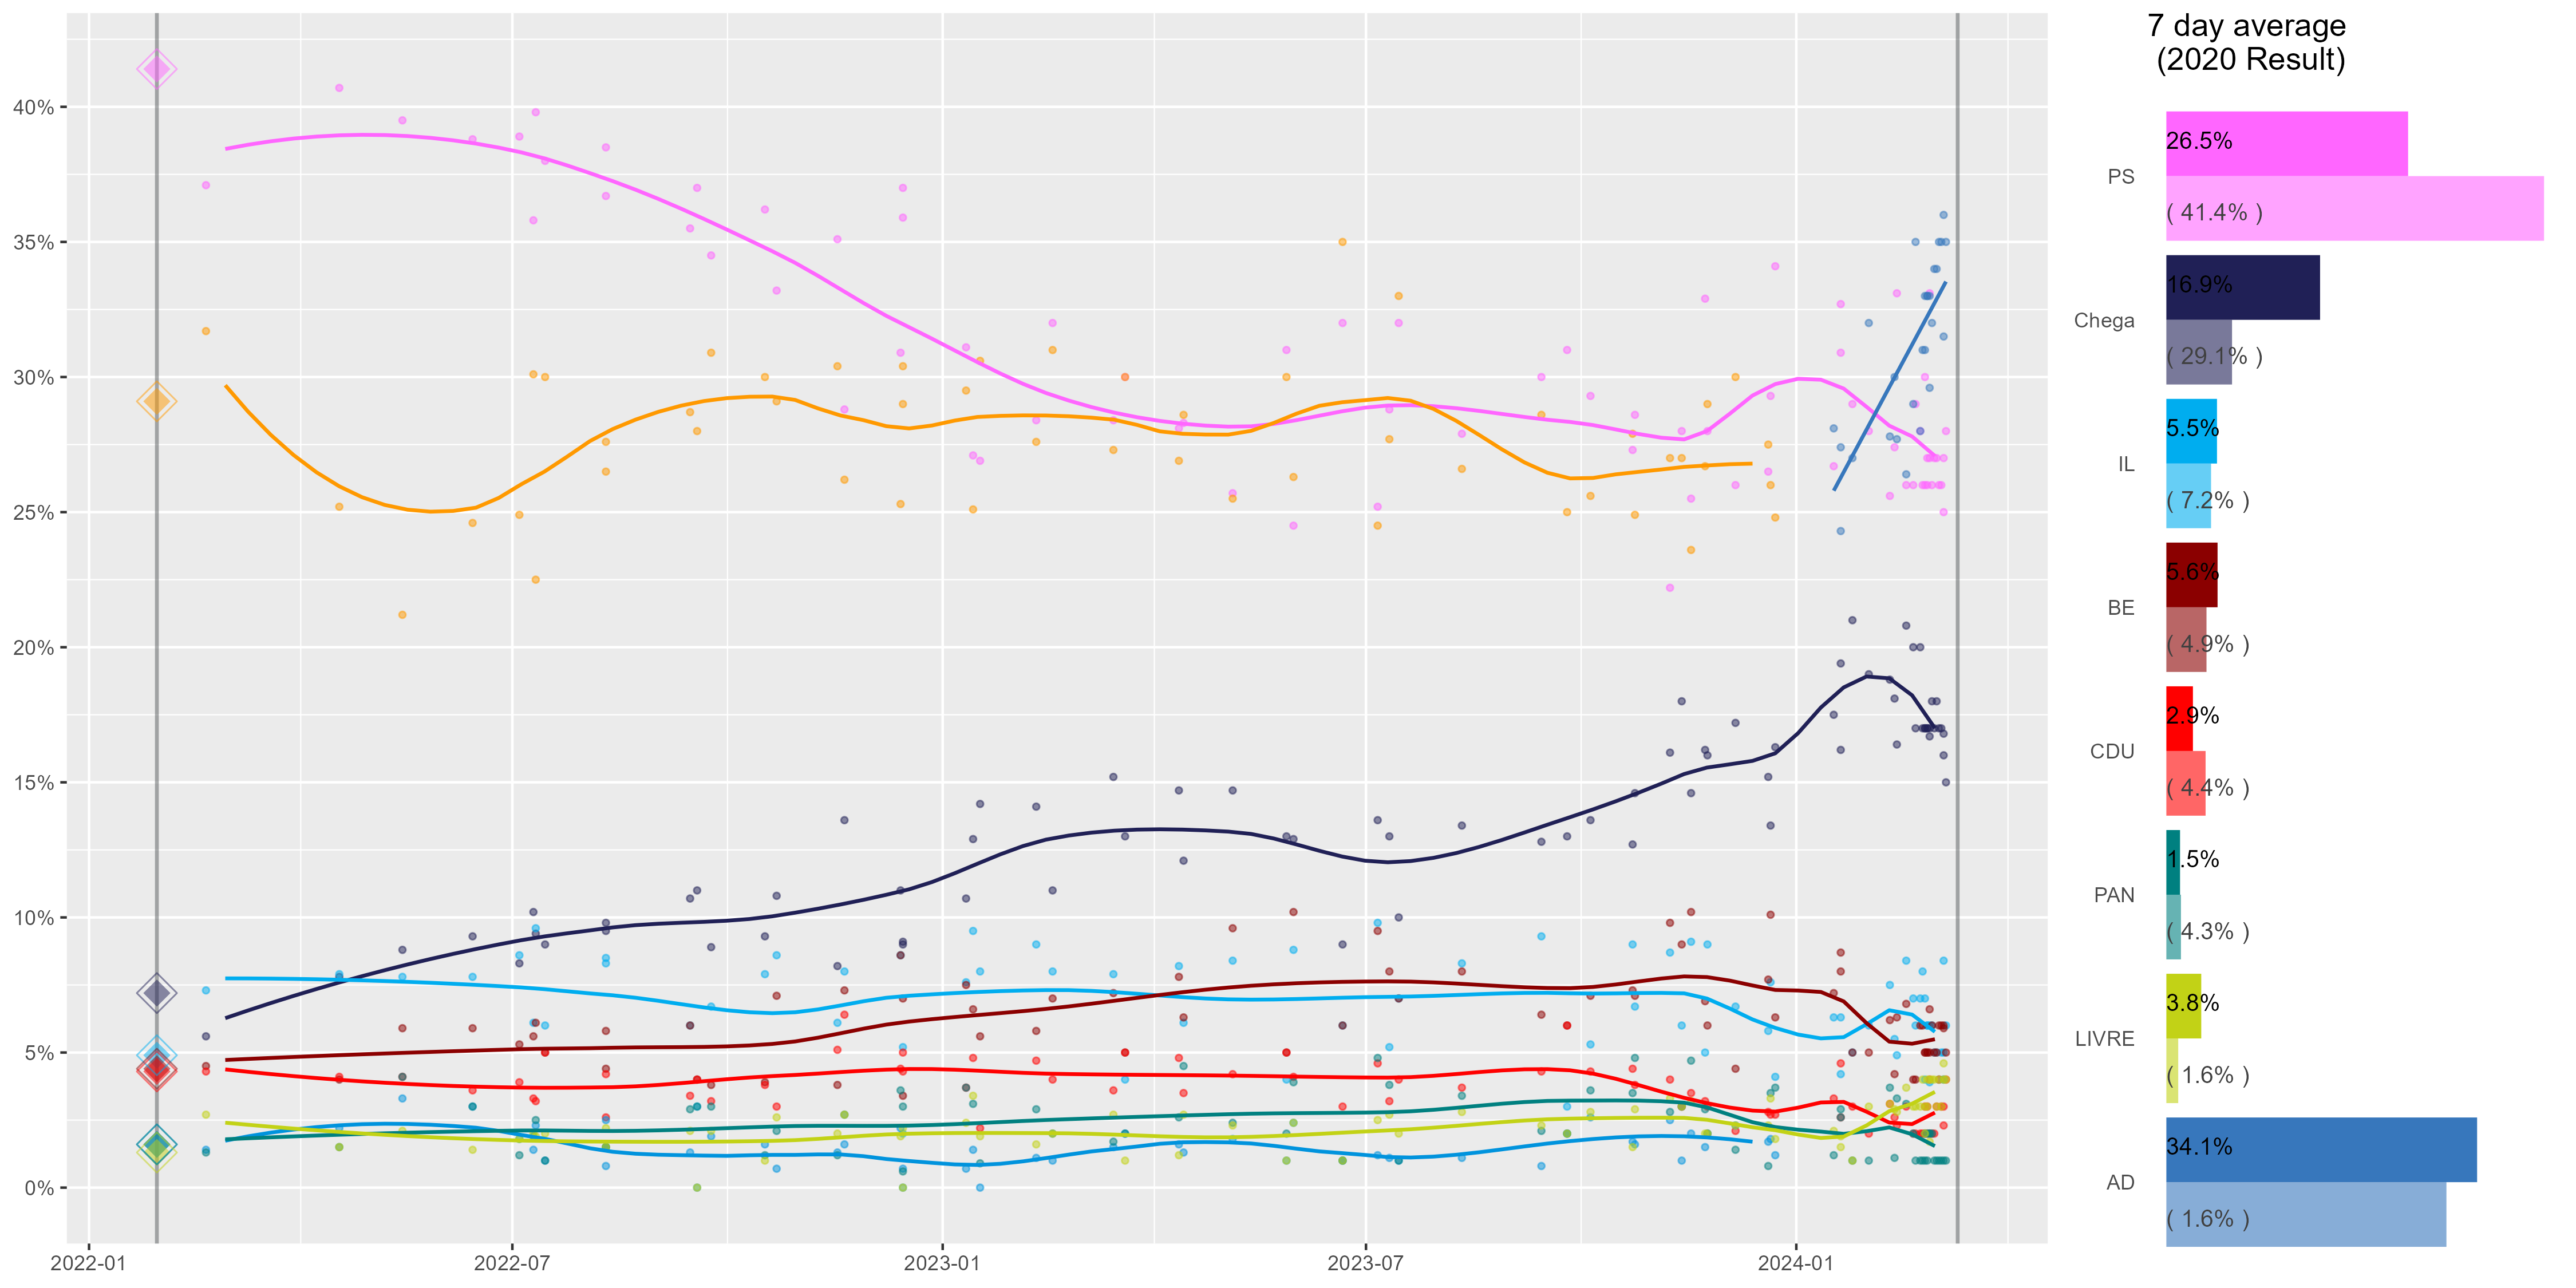 7 day average
(2020 Result)
40%
35%
30%
25%
20%
15%
10%
5%
0%
2022-01
2022-07
2023-01
2023-07
2024-01
PS
26.5%
( 41.4% )
Chega
16.9%
( 29.1% )
IL
5.5%
( 7.2% )
BE
5.6%
( 4.9% )
CDU
2.9%
( 4.4% )
PAN
1.5%
( 4.3% )
LIVRE
3.8%
( 1.6% )
AD
34.1%
( 1.6% )